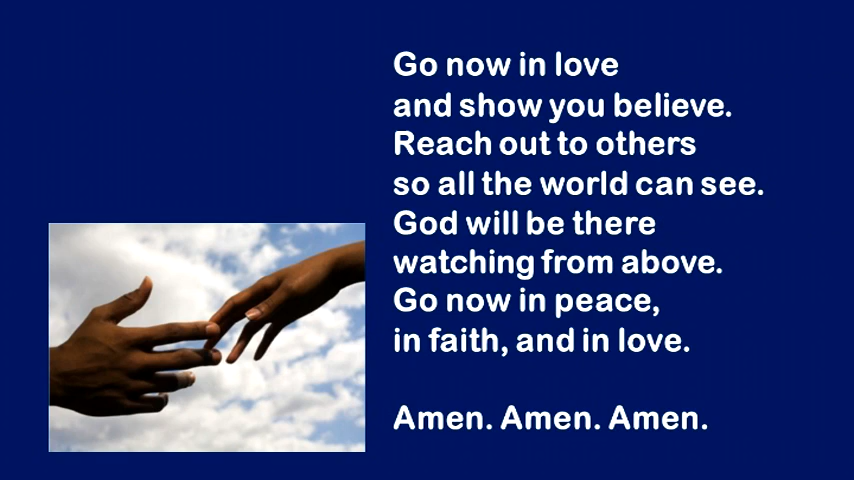 Go now in love
and show you believe.
Reach out to others
so all the world can see.
God will be there
watching from above.
Go now in peace,
in faith, and in love.
Amen. Amen. Amen.